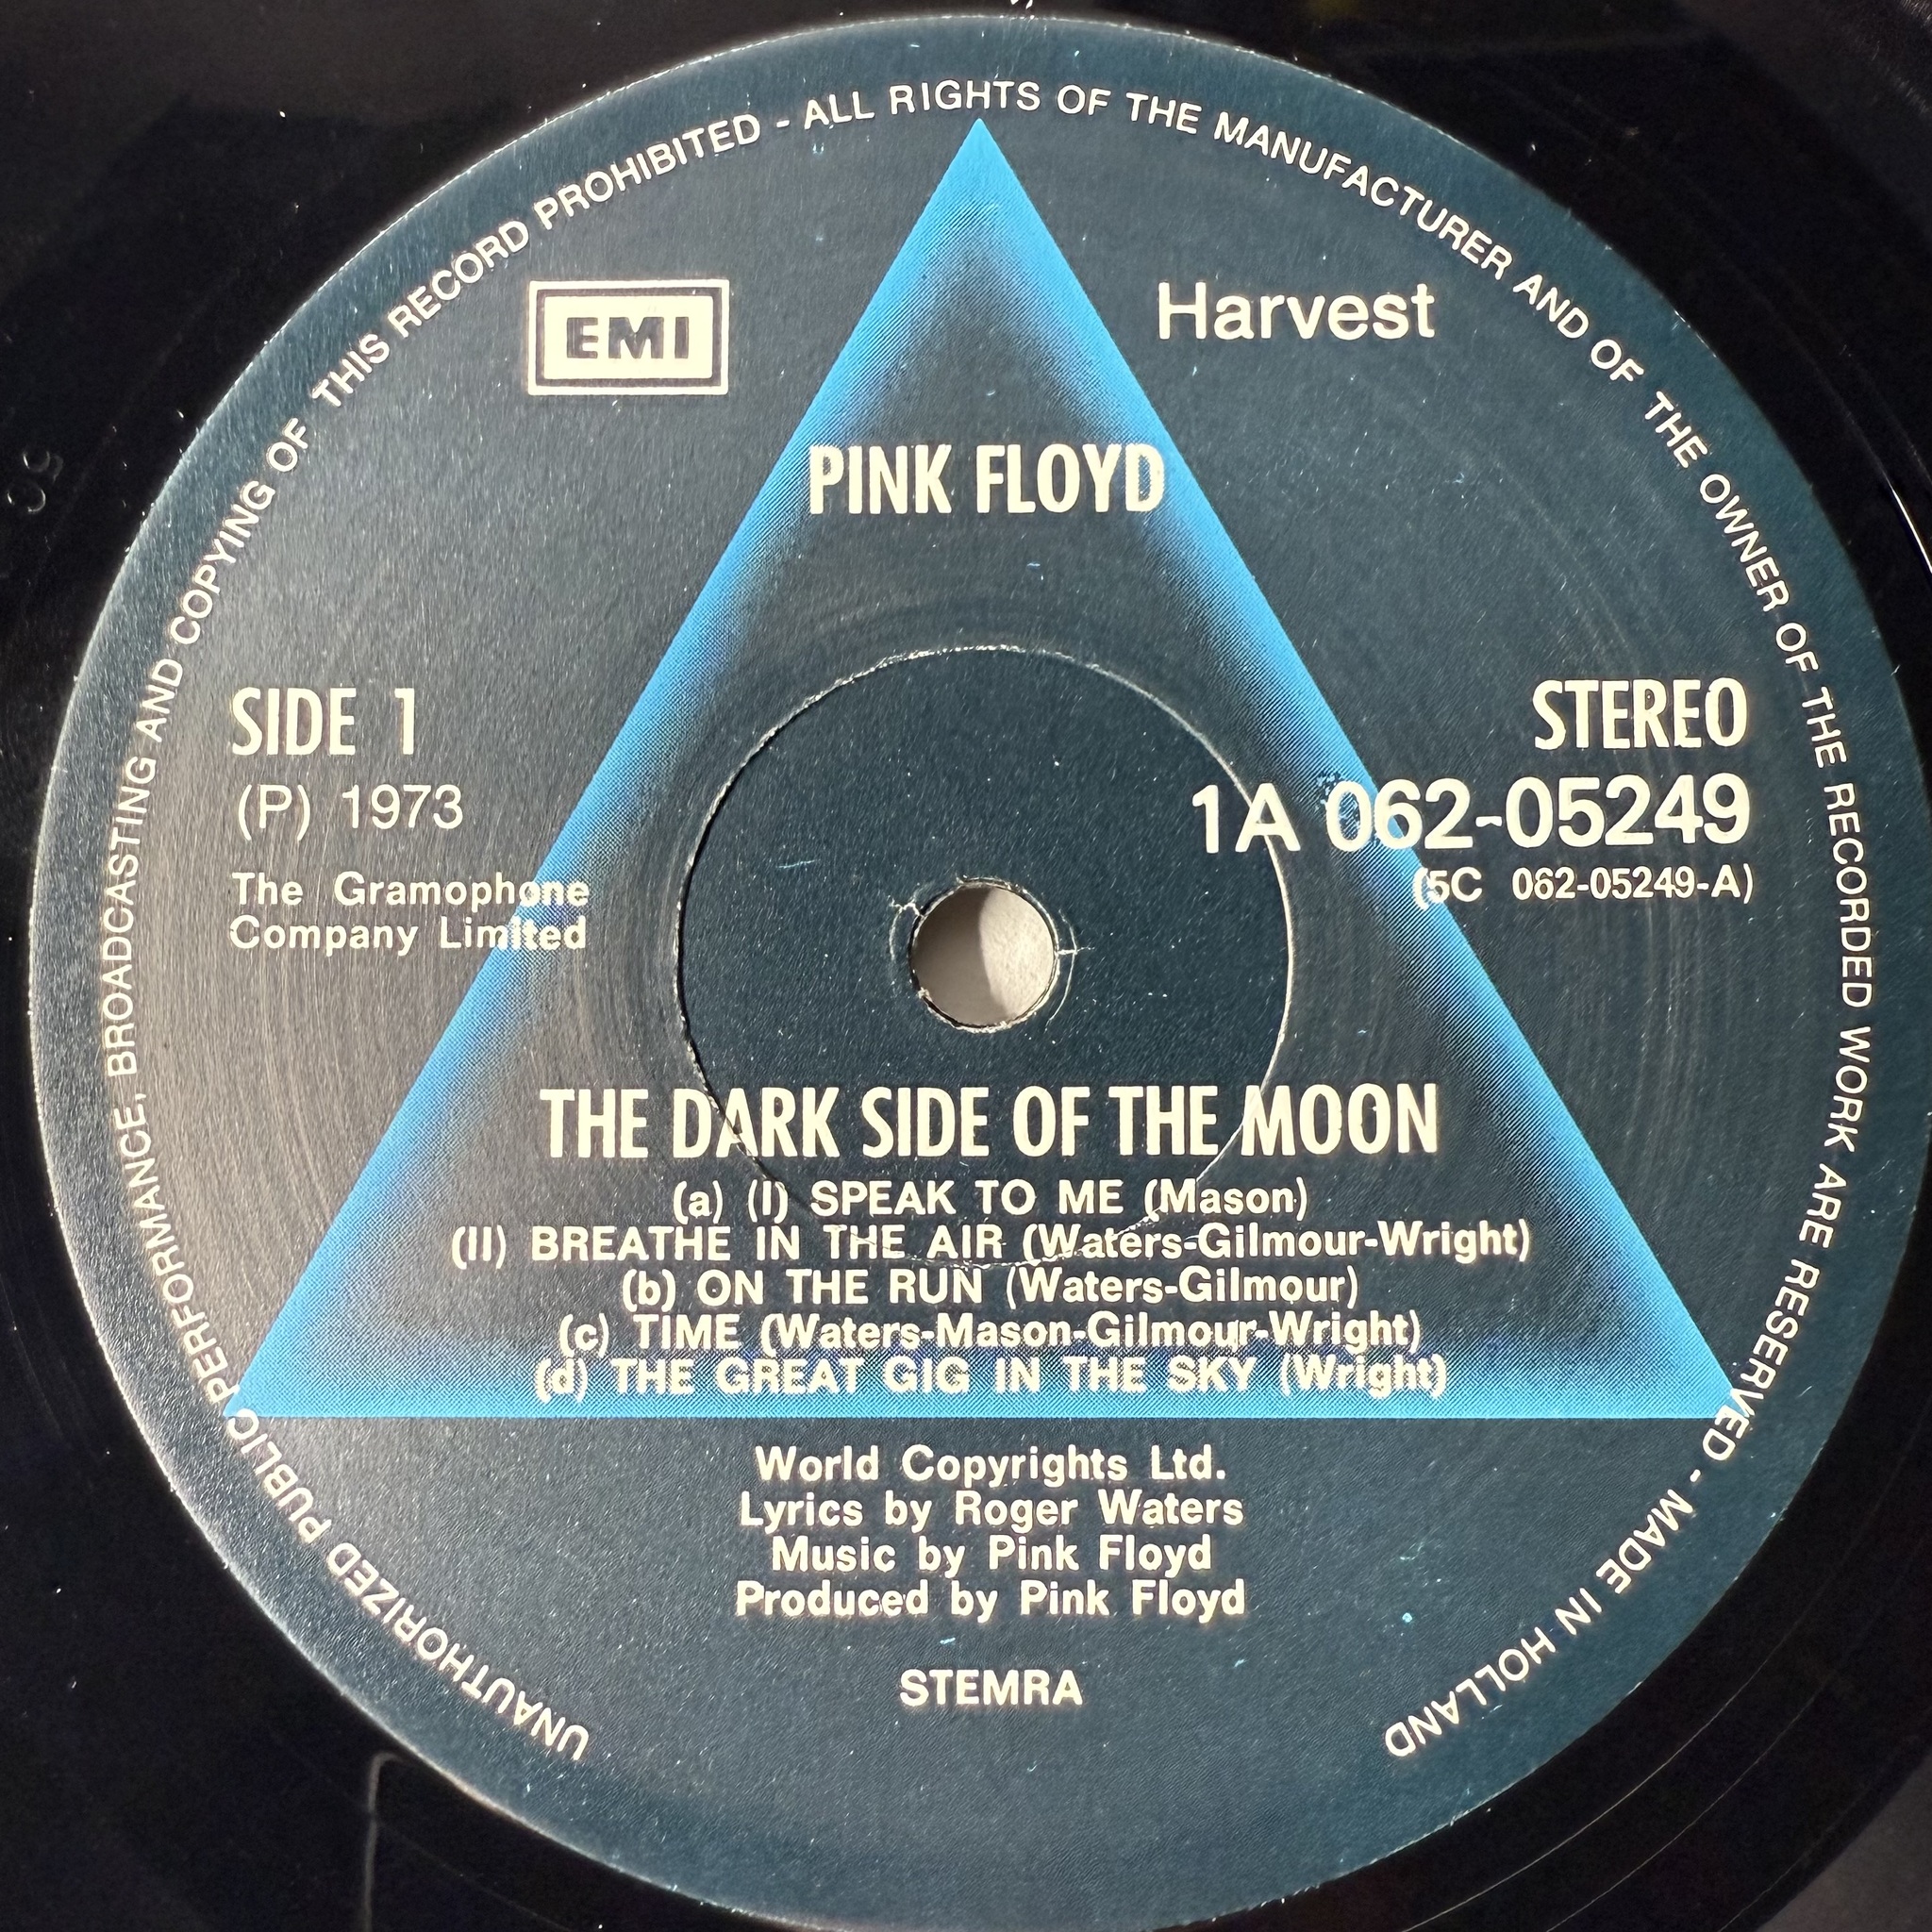 UNAUTHORIZED PUBLIC PERFORMANCE, BROADCASTING AND COPYING OF THIS RECORD PROHIBITED - ALL RIGHTS OF THE MANUFACTURER AND OF THE OWNER OF THE RECORDED WORK ARE RESERVED - MADE IN HOLLAND
EMI
Harvest
PINK FLOYD
SIDE 1
(P) 1973
The Gramophone
Company Limited
STEREO
1A 062-05249
(5C 062-05249-A)
THE DARK SIDE OF THE MOON
(a) (I) SPEAK TO ME (Mason)
(II) BREATHE IN THE AIR (Waters-Gilmour-Wright)
(b) ON THE RUN (Waters-Gilmour)
(c) TIME (Waters-Mason-Gilmour-Wright)
(d) THE GREAT GIG IN THE SKY (Wright)
World Copyrights Ltd.
Lyrics by Roger Waters
Music by Pink Floyd
Produced by Pink Floyd
STEMRA